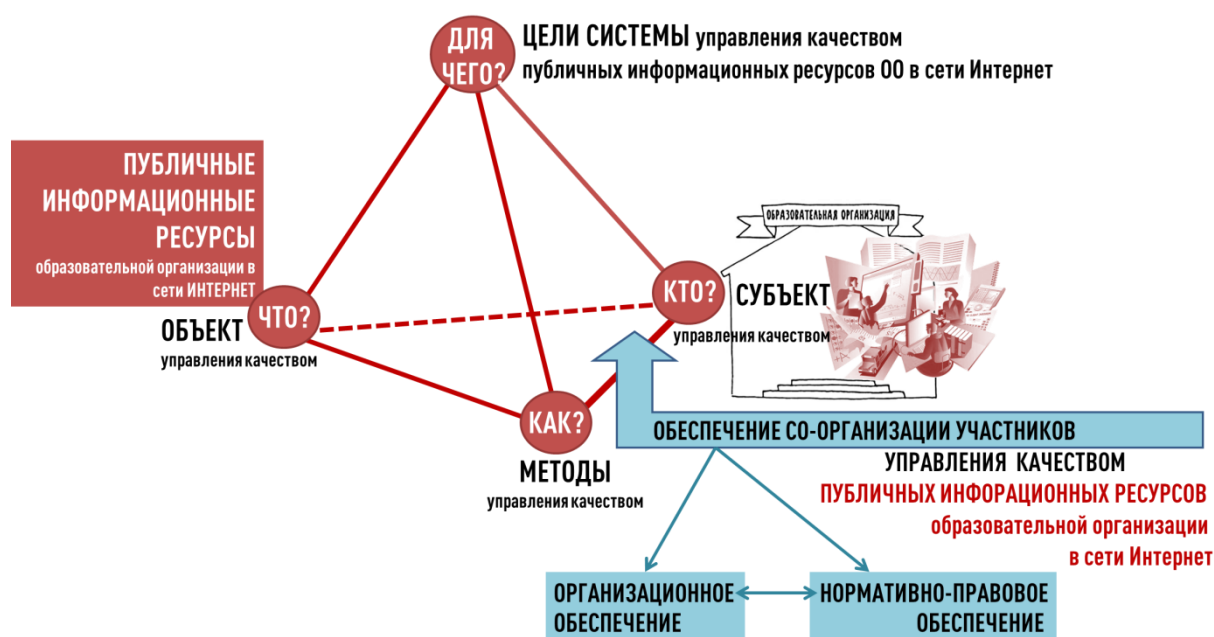 ДЛЯ
ЧЕГО?
ЦЕЛИ СИСТЕМЫ управления качеством
публичных информационных ресурсов ОО в сети Интернет
ПУБЛИЧНЫЕ
ИНФОРМАЦИОННЫЕ
РЕСУРСЫ
образовательной организации в
сети ИНТЕРНЕТ
ЧТО?
ОБЪЕКТ
управления качеством
ОБРАЗОВАТЕЛЬНАЯ ОРГАНИЗАЦИЯ
КТО?
СУБЪЕКТ
управления качеством
КАК?
МЕТОДЫ
управления качеством
ОБЕСПЕЧЕНИЕ СО-ОРГАНИЗАЦИИ УЧАСТНИКОВ
УПРАВЛЕНИЯ КАЧЕСТВОМ
ПУБЛИЧНЫХ ИНФОРАЦИОННЫХ РЕСУРСОВ
образовательной организации
в сети Интернет
ОРГАНИЗАЦИОННОЕ
ОБЕСПЕЧЕНИЕ
НОРМАТИВНО-ПРАВОВОЕ
ОБЕСПЕЧЕНИЕ